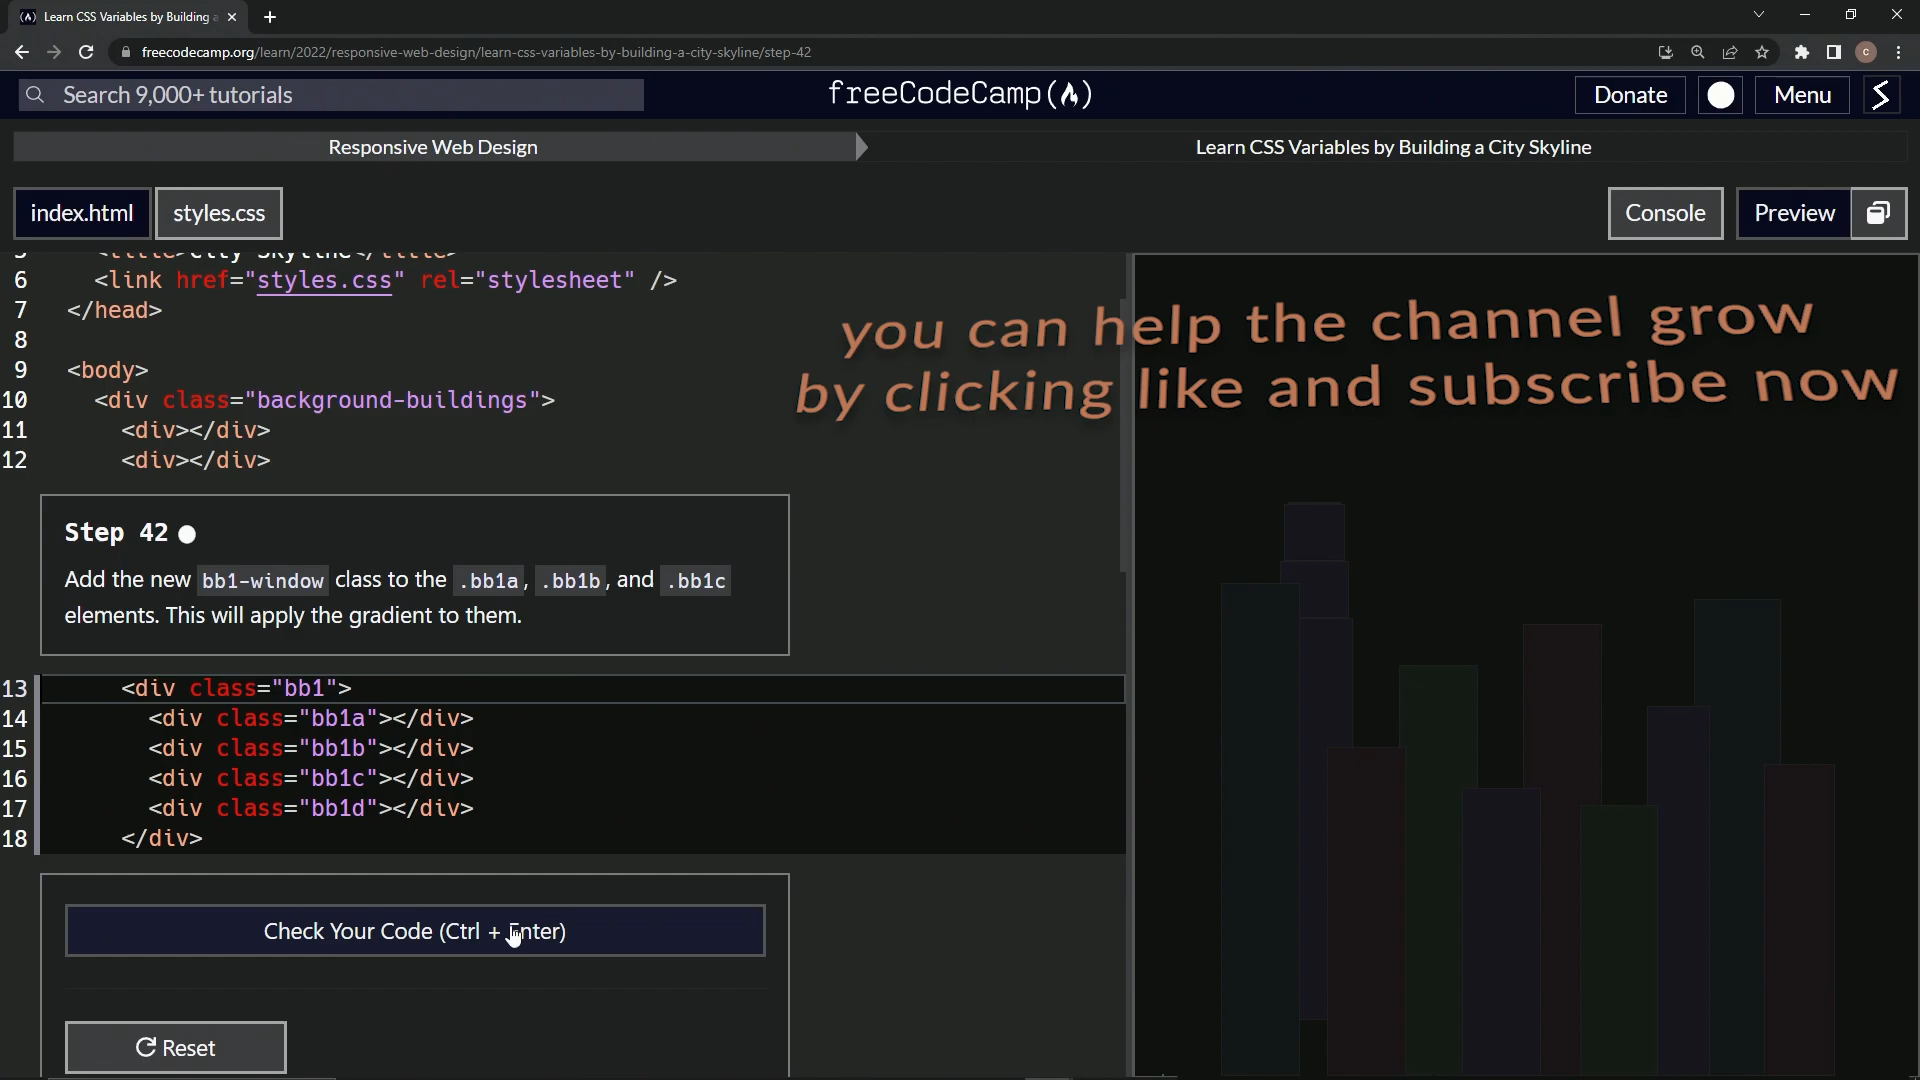 Learn CSS Variables by Building a
freecodecamp.org/learn/2022/responsive-web-design/learn-css-variables-by-building-a-city-skyline/step-42
C
Search 9,000+ tutorials
freeCodeCamp
Donate
Menu
Responsive Web Design
Learn CSS Variables by Building a City Skyline
index.html
styles.css
Console
Preview
5 <title>City Skyline</title>
6 <link href="styles.css" rel="stylesheet" />
7 </head>
8
9 <body>
10 <div class="background-buildings">
11 <div></div>
12 <div></div>
you can help the channel grow
by clicking like and subscribe now
Step 42
Add the new bb1-window class to the .bb1a, .bb1b, and .bb1c
elements. This will apply the gradient to them.
13 <div class="bb1">
14 <div class="bb1a"></div>
15 <div class="bb1b"></div>
16 <div class="bb1c"></div>
17 <div class="bb1d"></div>
18 </div>
Check Your Code (Ctrl + Enter)
Reset